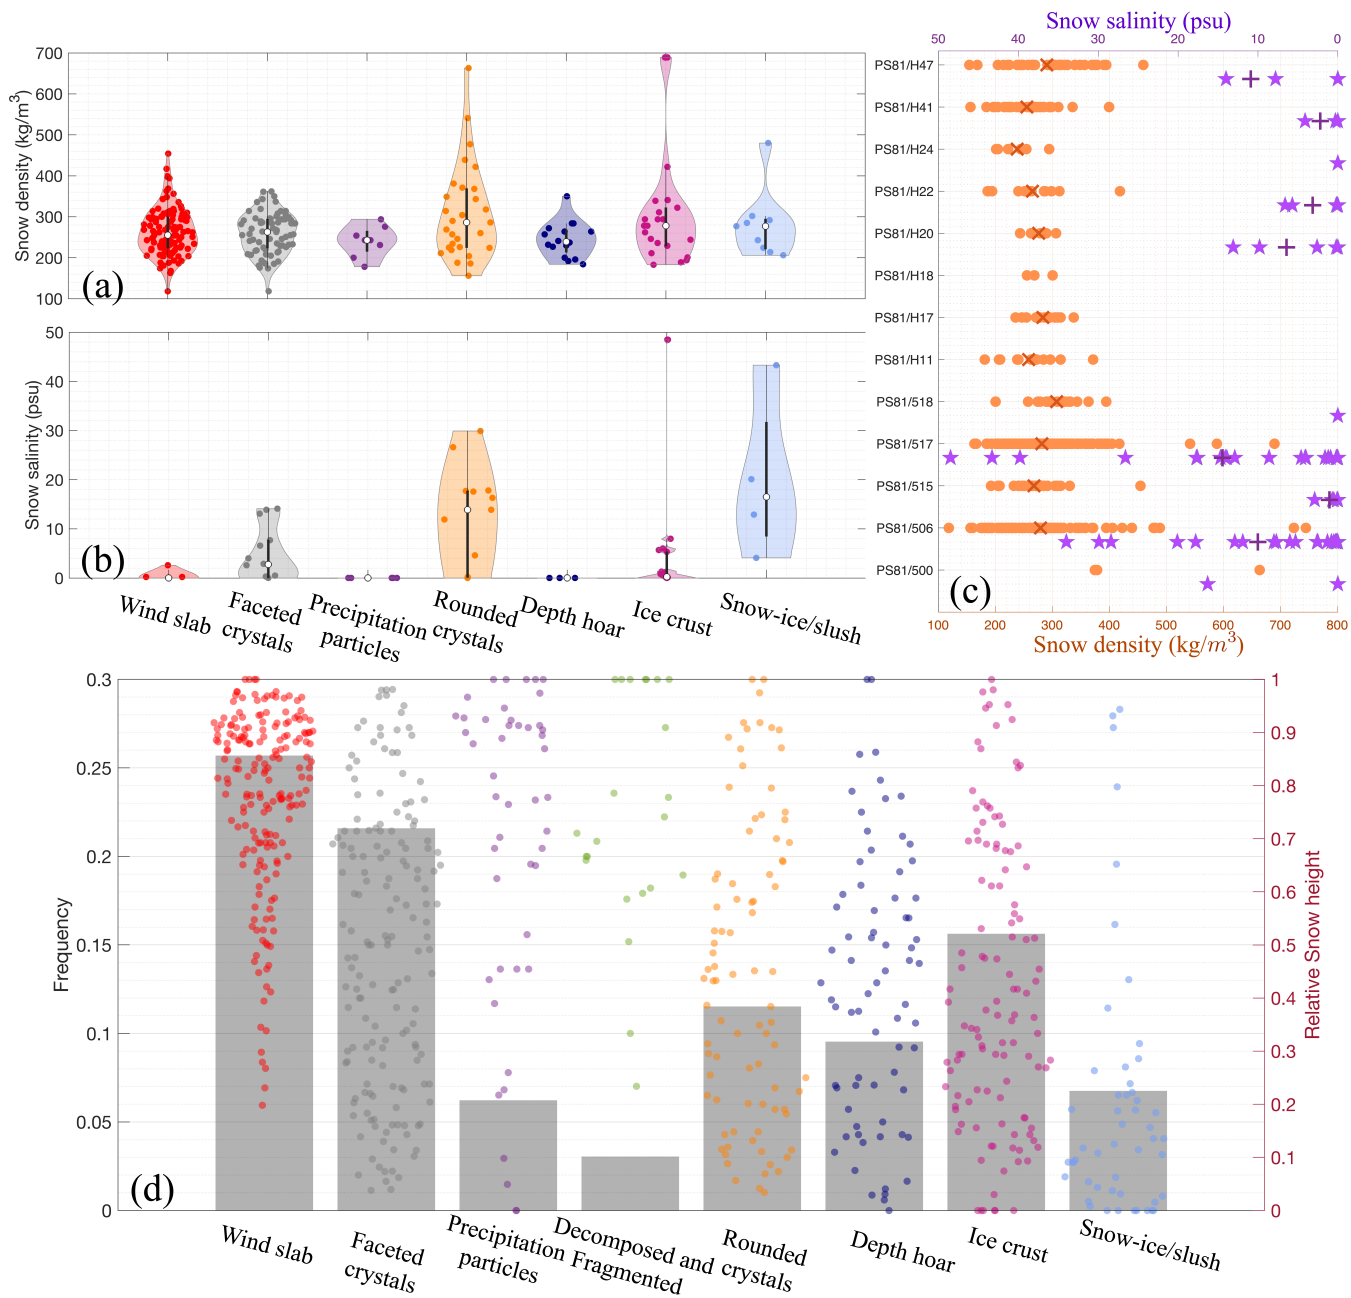 700
600
500
400
300
200
100
Snow density (kg/m³)
(a)
50
40
30
20
10
0
Snow salinity (psu)
(b)
Wind slab
Faceted
crystals
Precipitation
particles
Rounded
crystals
Depth hoar
Ice crust
Snow-ice/slush
Snow salinity (psu)
50 40 30 20 10 0
PS81/H47
PS81/H41
PS81/H24
PS81/H22
PS81/H20
PS81/H18
PS81/H17
PS81/H11
PS81/518
PS81/517
PS81/515
PS81/506
PS81/500
(c)
100 200 300 400 500 600 700 800
Snow density (kg/m³)
0.3
0.25
0.2
0.15
0.1
0.05
0
Frequency
(d)
1
0.9
0.8
0.7
0.6
0.5
0.4
0.3
0.2
0.1
0
Relative Snow height
Wind slab
Faceted
crystals
Precipitation
particles
Decomposed and
Fragmented
Rounded
crystals
Depth hoar
Ice crust
Snow-ice/slush